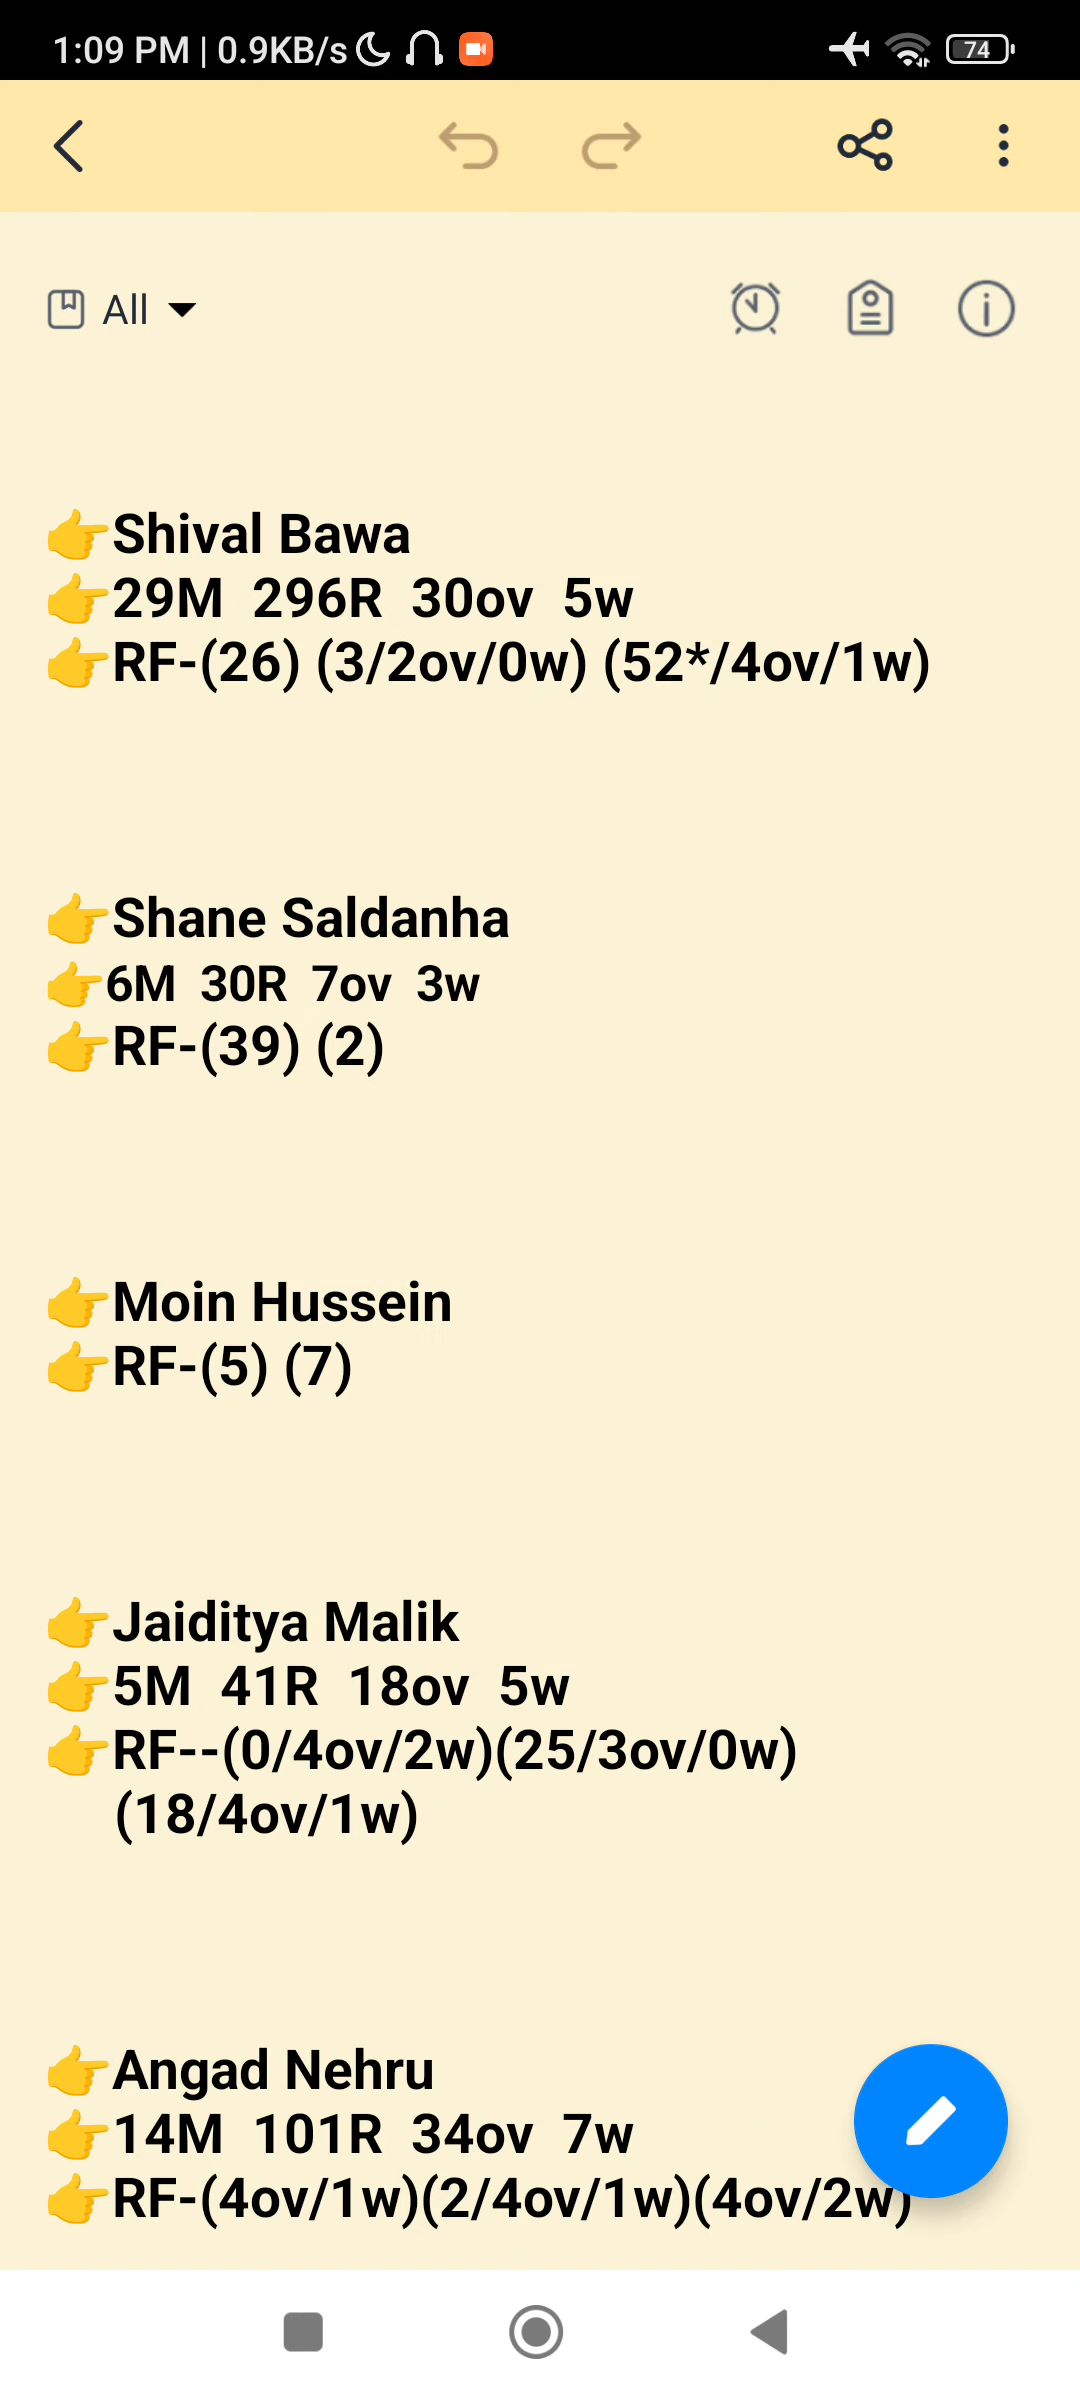 1:09 PM | 0.9KB/s 74
All
👉Shival Bawa
👉29M 296R 30ov 5w
👉RF-(26) (3/2ov/0w) (52*/4ov/1w)
👉Shane Saldanha
👉6M 30R 7ov 3w
👉RF-(39) (2)
👉Moin Hussein
👉RF-(5) (7)
👉Jaiditya Malik
👉5M 41R 18ov 5w
👉RF--(0/4ov/2w)(25/3ov/0w)
(18/4ov/1w)
👉Angad Nehru
👉14M 101R 34ov 7w
👉RF-(4ov/1w)(2/4ov/1w)(4ov/2w)